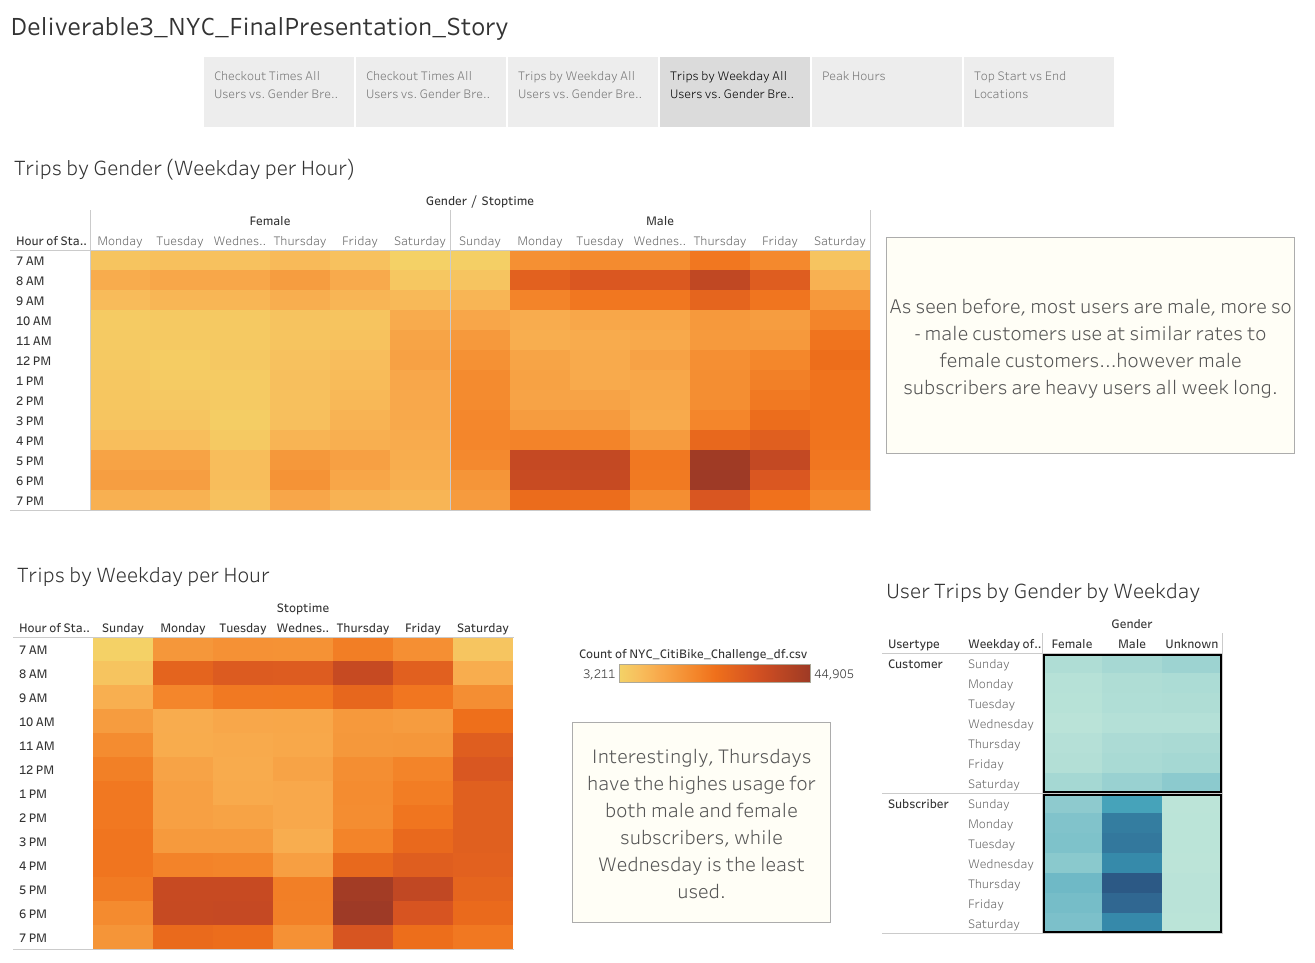 Deliverable3_NYC_FinalPresentation_Story
Checkout Times All
Users vs. Gender Bre..
Checkout Times All
Users vs. Gender Bre..
Trips by Weekday All
Users vs. Gender Bre..
Trips by Weekday All
Users vs. Gender Bre..
Peak Hours
Top Start vs End
Locations
Trips by Gender (Weekday per Hour)
Gender / Stoptime
Female Male
Hour of Sta.. Monday Tuesday Wednes.. Thursday Friday Saturday Sunday Monday Tuesday Wednes.. Thursday Friday Saturday
7 AM
8 AM
9 AM
10 AM
11 AM
12 PM
1 PM
2 PM
3 PM
4 PM
5 PM
6 PM
7 PM
As seen before, most users are male, more so
- male customers use at similar rates to
female customers...however male
subscribers are heavy users all week long.
Trips by Weekday per Hour
Stoptime
Hour of Sta.. Sunday Monday Tuesday Wednes.. Thursday Friday Saturday
7 AM
8 AM
9 AM
10 AM
11 AM
12 PM
1 PM
2 PM
3 PM
4 PM
5 PM
6 PM
7 PM
Count of NYC_CitiBike_Challenge_df.csv
3,211 44,905
Interestingly, Thursdays
have the highes usage for
both male and female
subscribers, while
Wednesday is the least
used.
User Trips by Gender by Weekday
Gender
Usertype Weekday of.. Female Male Unknown
Customer Sunday
Monday
Tuesday
Wednesday
Thursday
Friday
Saturday
Subscriber Sunday
Monday
Tuesday
Wednesday
Thursday
Friday
Saturday